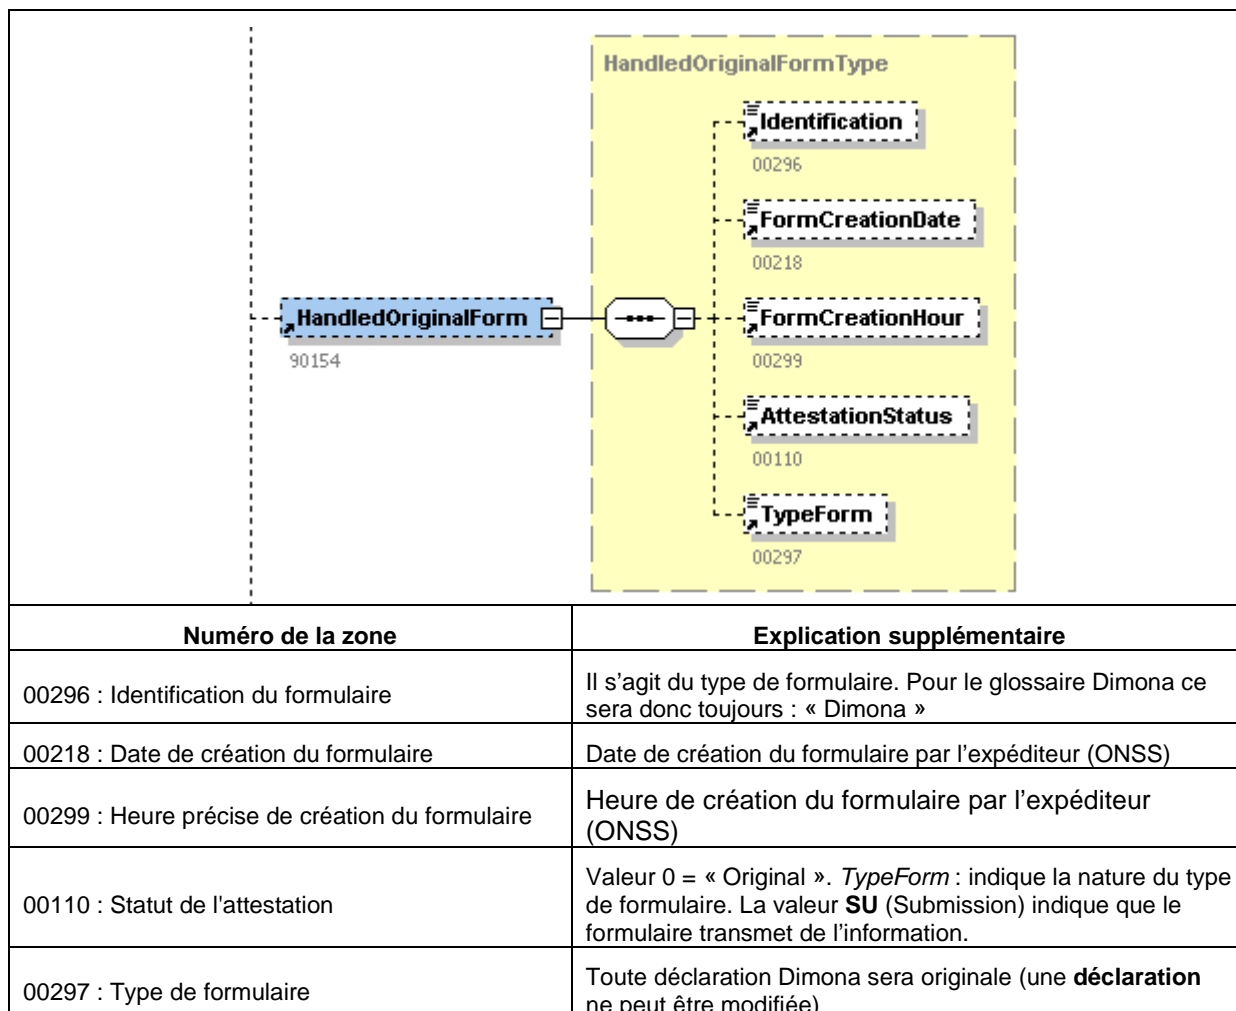 HandledOriginalFormType
Identification
00296
FormCreationDate
00218
HandledOriginalForm
90154
FormCreationHour
00299
AttestationStatus
00110
TypeForm
00297
Numéro de la zone
Explication supplémentaire
00296 : Identification du formulaire
Il s’agit du type de formulaire. Pour le glossaire Dimona ce
sera donc toujours : « Dimona »
00218 : Date de création du formulaire
Date de création du formulaire par l’expéditeur (ONSS)
00299 : Heure précise de création du formulaire
Heure de création du formulaire par l’expéditeur
(ONSS)
00110 : Statut de l'attestation
Valeur 0 = « Original ». TypeForm : indique la nature du type
de formulaire. La valeur SU (Submission) indique que le
formulaire transmet de l’information.
00297 : Type de formulaire
Toute déclaration Dimona sera originale (une déclaration
ne peut être modifiée)